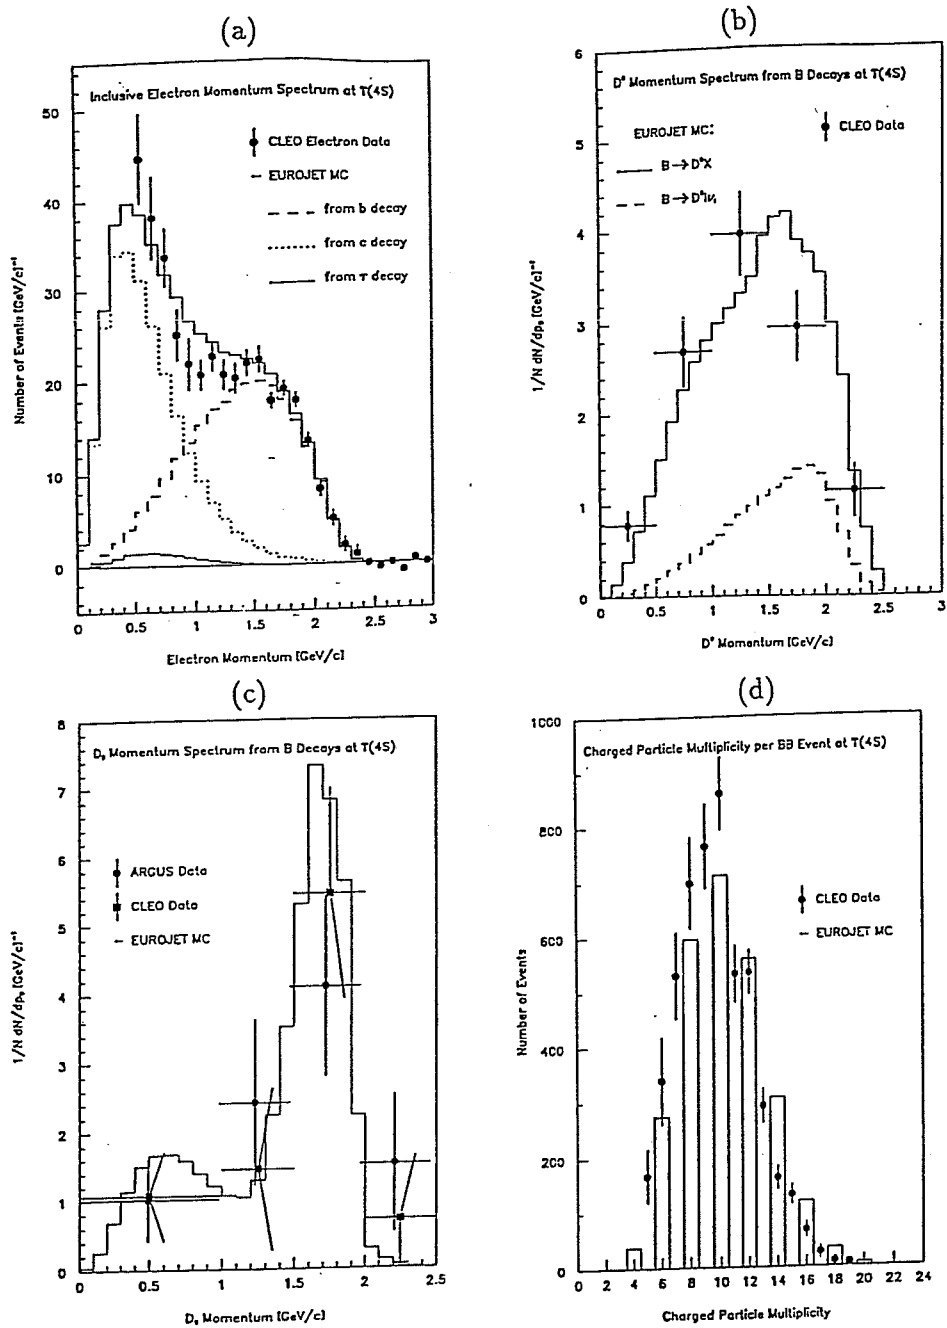 (a)
Inclusive Electron Momentum Spectrum at T(4S)
CLEO Electron Data
EUROJET MC
from b decay
from c decay
from τ decay
Number of Events [GeV/c]⁻¹
50
40
30
20
10
0
0 0.5 1 1.5 2 2.5 3
Electron Momentum [GeV/c]
(b)
D° Momentum Spectrum from B Decays at T(4S)
EUROJET MC:
CLEO Data
B→D°X
B→D°lνₗ
1/N dN/dpₚ [GeV/c]⁻¹
6
5
4
3
2
1
0
0 0.5 1 1.5 2 2.5 3
D° Momentum [GeV/c]
(c)
Dₛ Momentum Spectrum from B Decays at T(4S)
ARGUS Data
CLEO Data
EUROJET MC
1/N dN/dpₚ [GeV/c]⁻¹
8
7
6
5
4
3
2
1
0
0 0.5 1 1.5 2 2.5
Dₛ Momentum [GeV/c]
(d)
Charged Particle Multiplicity per BB Event at T(4S)
CLEO Data
EUROJET MC
Number of Events
1000
800
600
400
200
0
0 2 4 6 8 10 12 14 16 18 20 22 24
Charged Particle Multiplicity